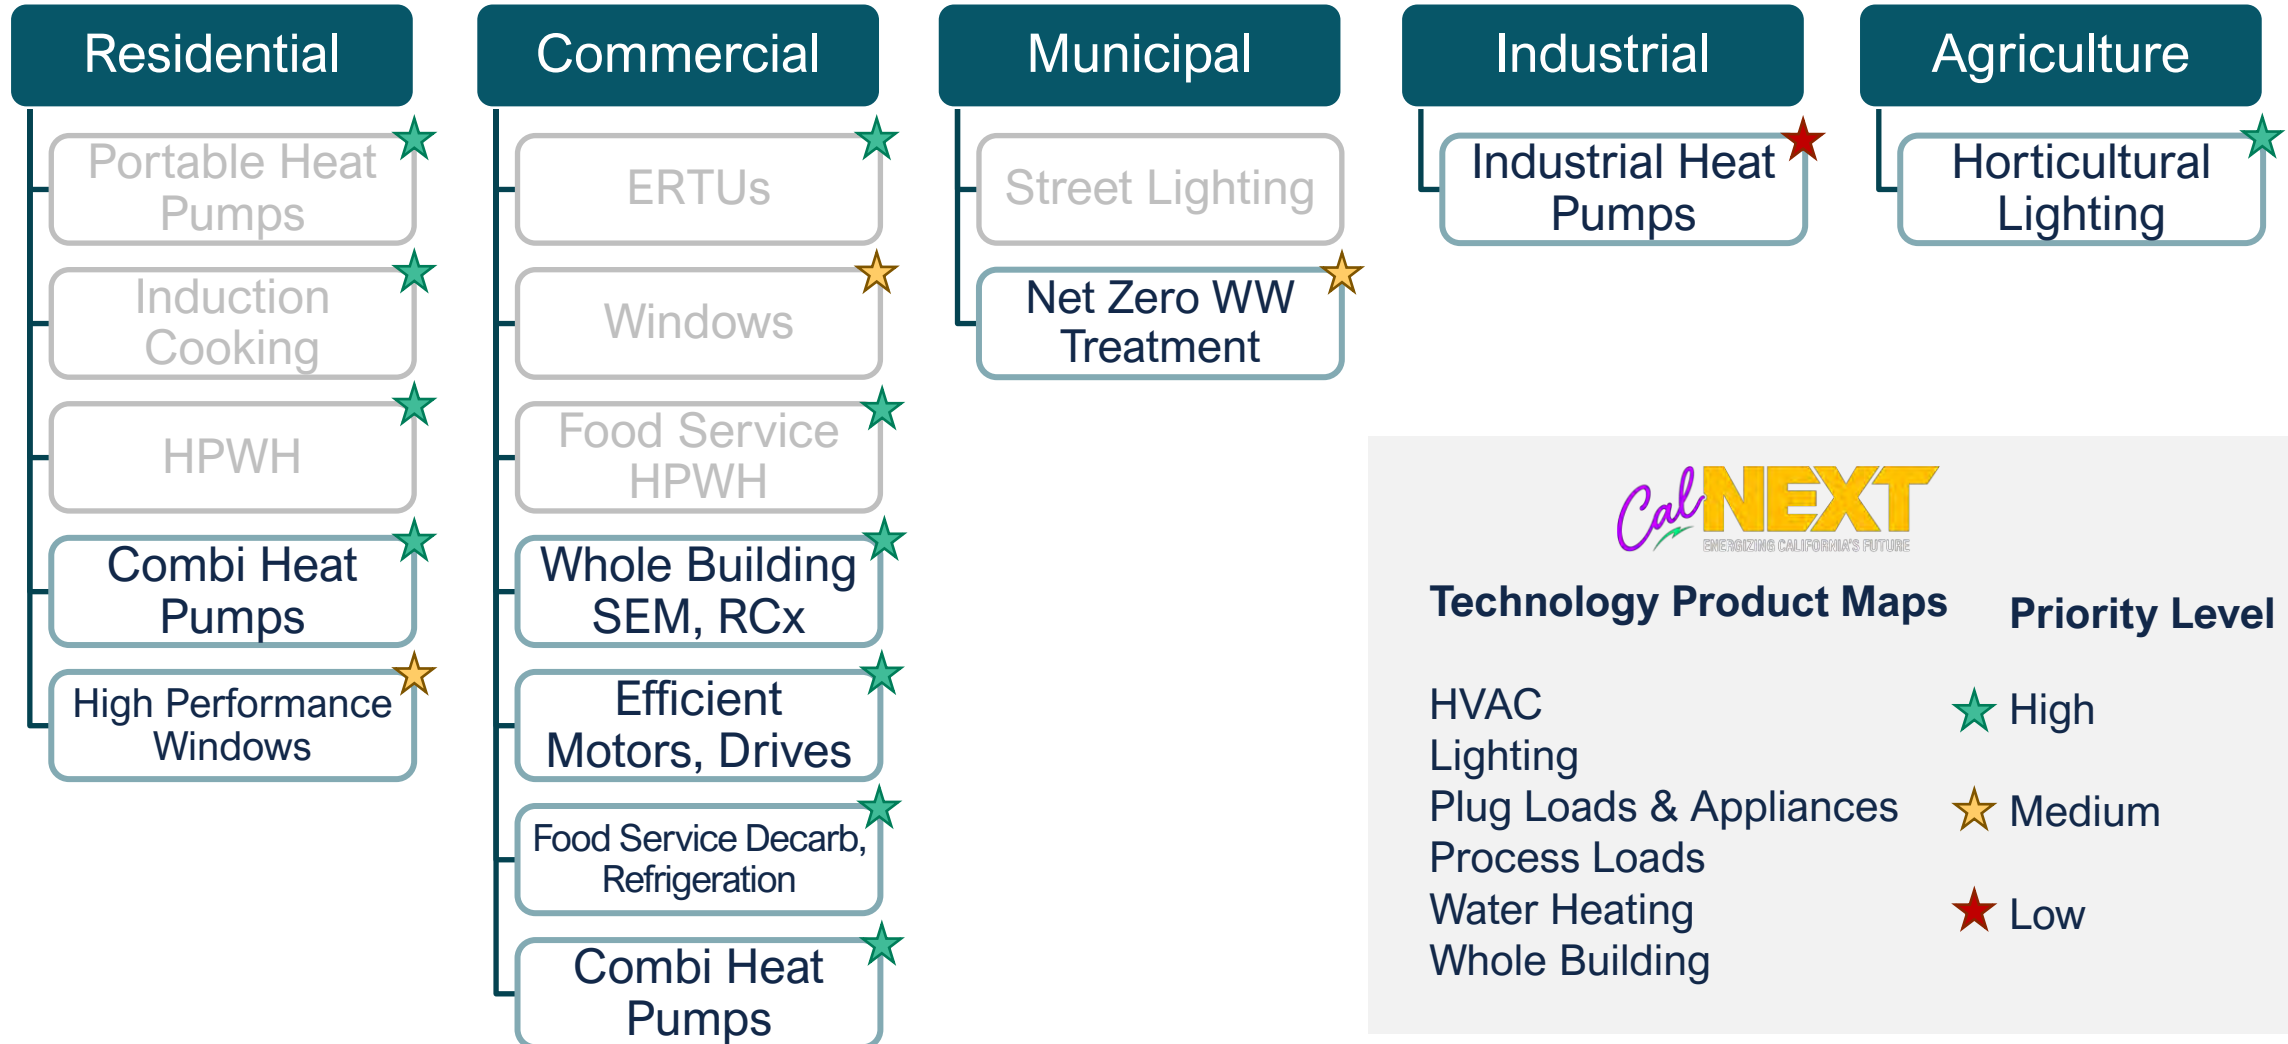 Residential
Portable Heat
Pumps
Induction
Cooking
HPWH
Combi Heat
Pumps
High Performance
Windows
Commercial
ERTUs
Windows
Food Service
HPWH
Whole Building
SEM, RCx
Efficient
Motors, Drives
Food Service Decarb,
Refrigeration
Combi Heat
Pumps
Municipal
Street Lighting
Net Zero WW
Treatment
Industrial
Industrial Heat
Pumps
Agriculture
Horticultural
Lighting
Cal NEXT
ENERGIZING CALIFORNIA'S FUTURE
Technology Product Maps
HVAC
Lighting
Plug Loads & Appliances
Process Loads
Water Heating
Whole Building
Priority Level
High
Medium
Low